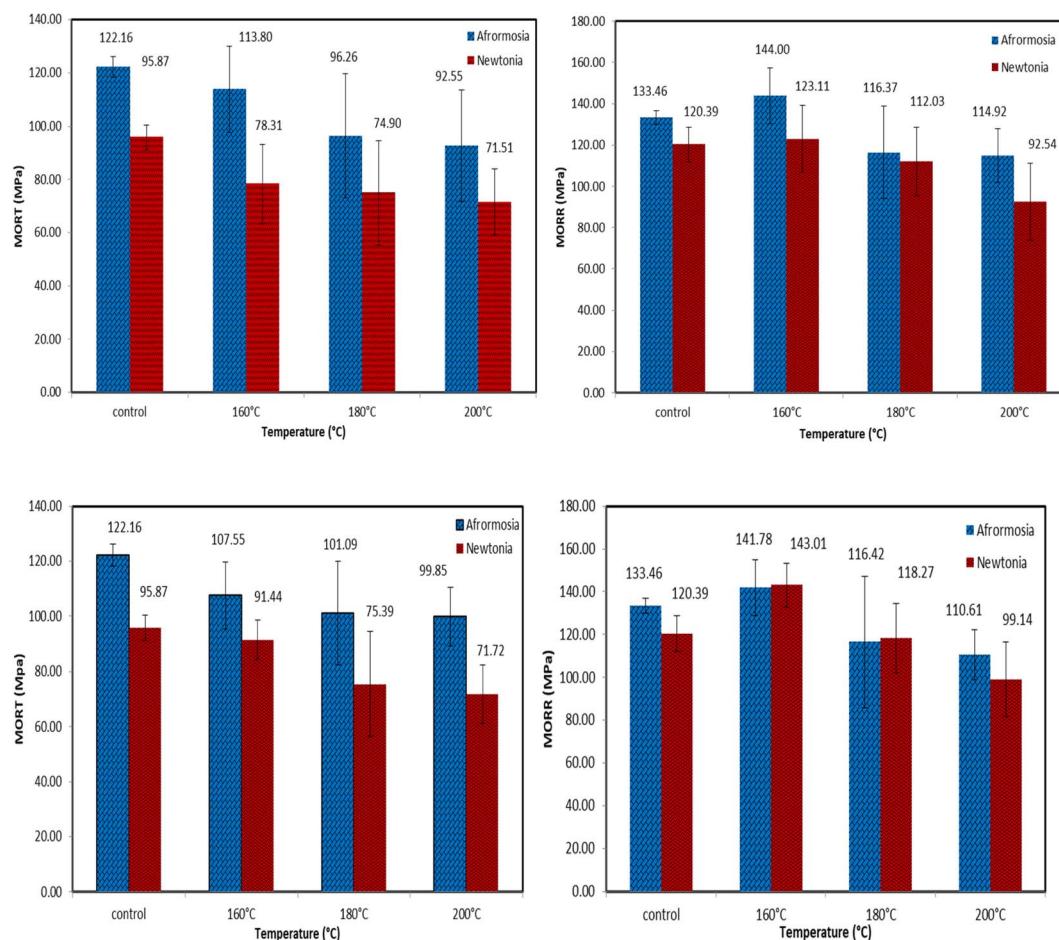 140.00
120.00
100.00
80.00
60.00
40.00
20.00
0.00
MORT (MPa)
122.16
95.87
113.80
78.31
96.26
74.90
92.55
71.51
Afrormosia
Newtonia
control
160°C
180°C
200°C
Temperature (°C)
180.00
160.00
140.00
120.00
100.00
80.00
60.00
40.00
20.00
0.00
MORR (MPa)
133.46
120.39
144.00
123.11
116.37
112.03
114.92
92.54
Afrormosia
Newtonia
control
160°C
180°C
200°C
Temperature (°C)
140.00
120.00
100.00
80.00
60.00
40.00
20.00
0.00
MORT (Mpa)
122.16
95.87
107.55
91.44
101.09
75.39
99.85
71.72
Afrormosia
Newtonia
control
160°C
180°C
200°C
Temperature (°C)
180.00
160.00
140.00
120.00
100.00
80.00
60.00
40.00
20.00
0.00
MORR (MPa)
133.46
120.39
141.78
143.01
116.42
118.27
110.61
99.14
Afrormosia
Newtonia
control
160°C
180°C
200°C
Temperature (°C)